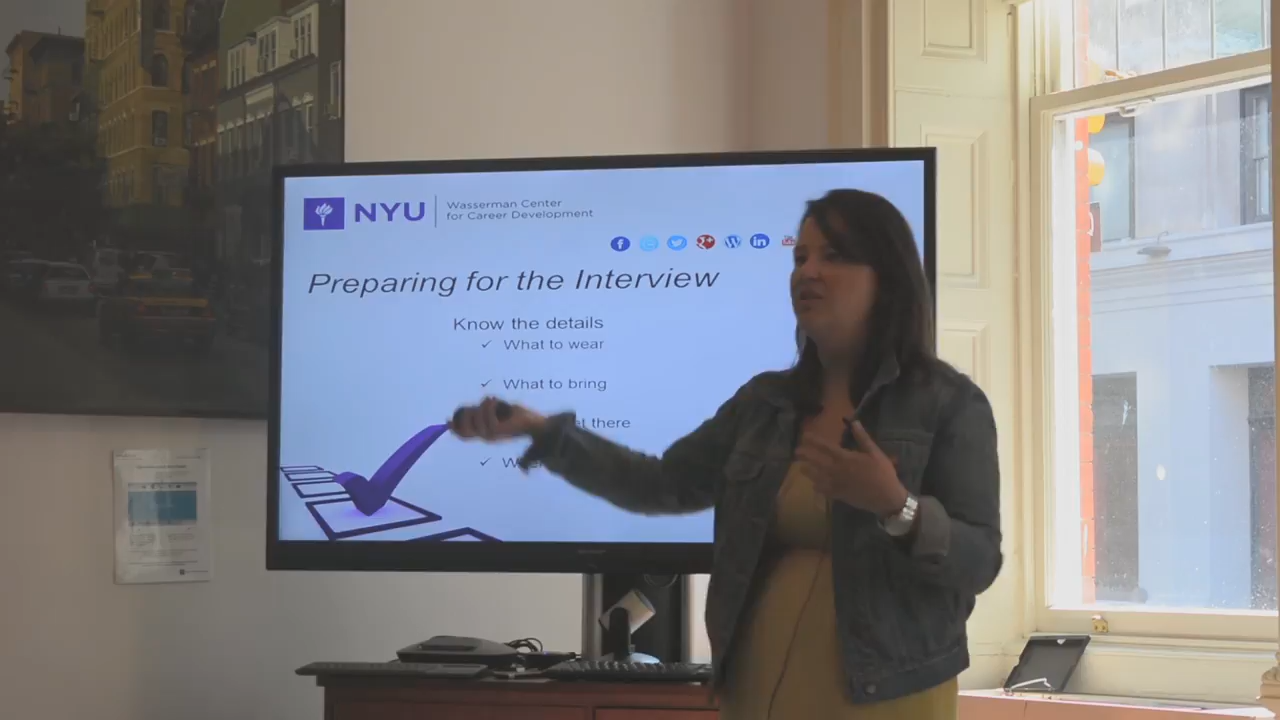 NYU
Wasserman Center
for Career Development
Preparing for the Interview
Know the details
✓ What to wear
✓ What to bring
there
✓